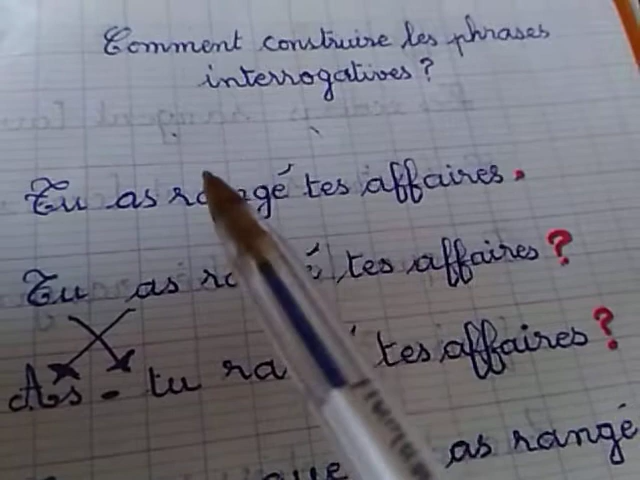 Comment construire les phrases
interrogatives ?
Tu as rangé tes affaires.
Tu as tes affaires ?
As-tu tes affaires ?
as rangé